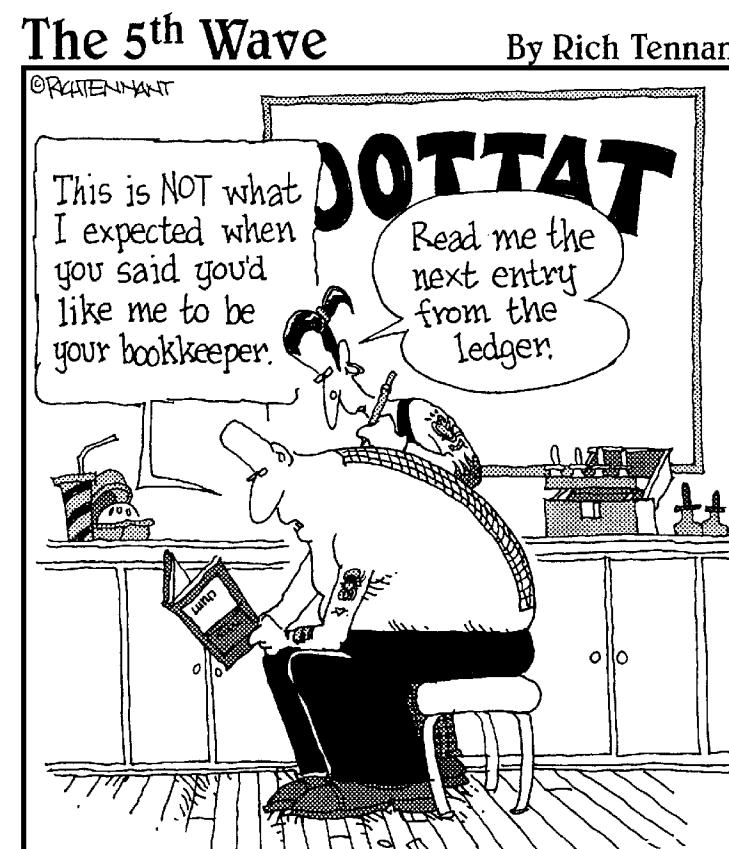 The 5th Wave
By Rich Tennan
©RICHTENNANT
OOTTAT
This is NOT what
I expected when
you said you'd
like me to be
your bookkeeper.
Read me the
next entry
from the
ledger.